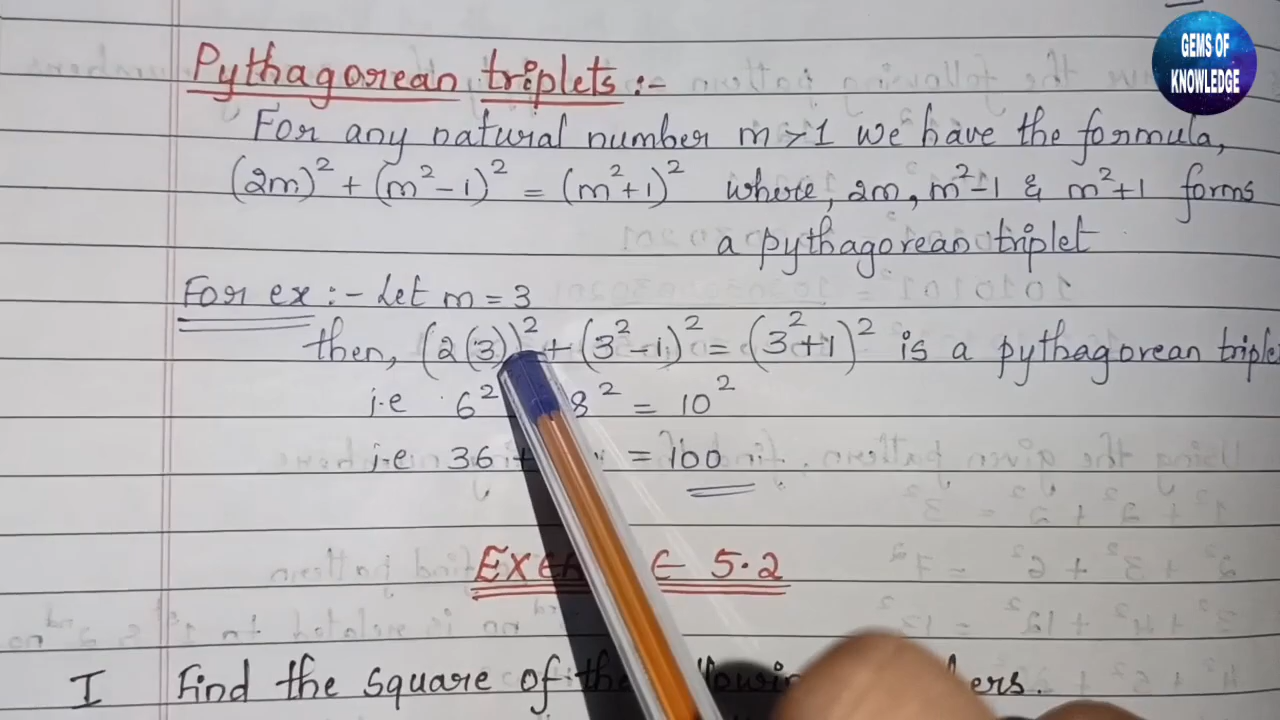 GEMS OF
KNOWLEDGE
Pythagorean triplets :-
For any natural number m > 1 we have the formula,
(2m)² + (m² - 1)² = (m² + 1)² where, 2m, m² - 1 & m² + 1 forms
a pythagorean triplet
For ex :- Let m = 3
then, (2(3))² + (3² - 1)² = (3² + 1)² is a pythagorean
i.e 6² 8² = 10²
i.e 36 + = 100
5.2
I Find the square of the